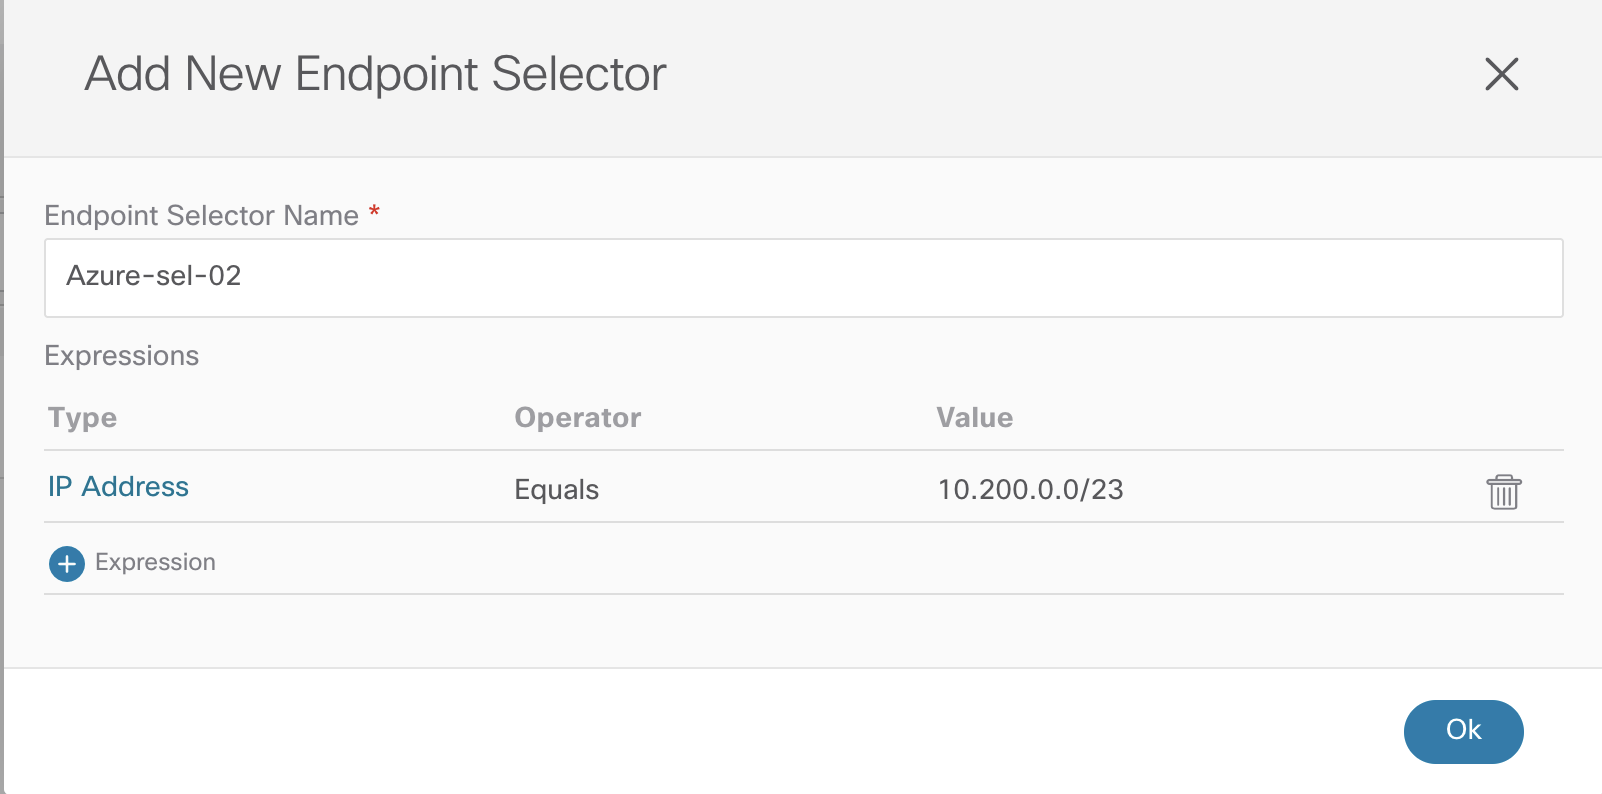 Add New Endpoint Selector
Endpoint Selector Name *
Azure-sel-02
Expressions
Type Operator Value
IP Address Equals 10.200.0.0/23
Expression
Ok